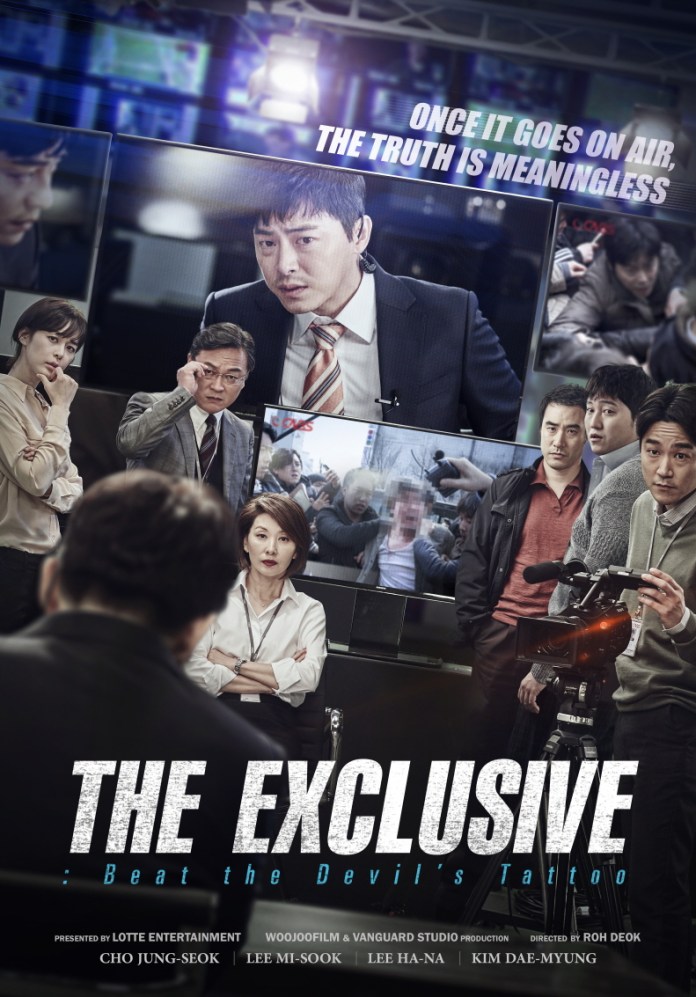 ONCE IT GOES ON AIR,
THE TRUTH IS MEANINGLESS
THE EXCLUSIVE
: Beat the Devil's Tattoo
PRESENTED BY LOTTE ENTERTAINMENT WOOJOOFILM & VANGUARD STUDIO PRODUCTION DIRECTED BY ROH DEOK
CHO JUNG-SEOK | LEE MI-SOOK | LEE HA-NA | KIM DAE-MYUNG